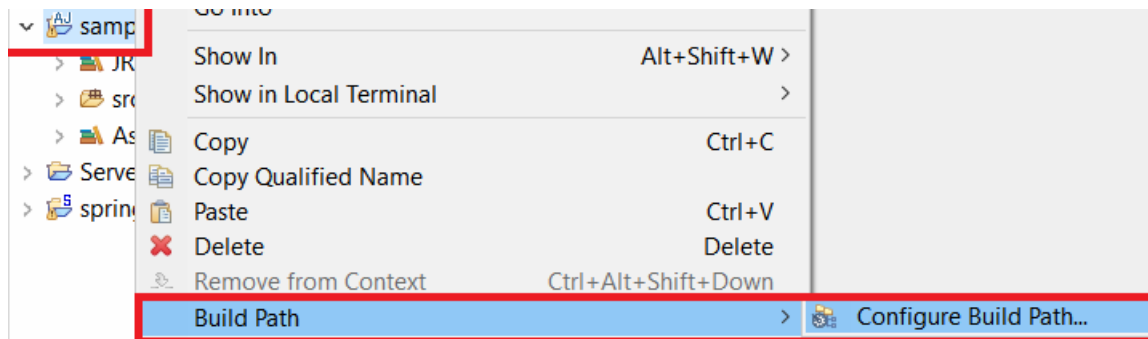 samp
Show In Alt+Shift+W >
JR
Show in Local Terminal >
src
As
Copy Ctrl+C
Serve
Copy Qualified Name
spring
Paste Ctrl+V
Delete Delete
Remove from Context Ctrl+Alt+Shift+Down
Build Path > Configure Build Path...